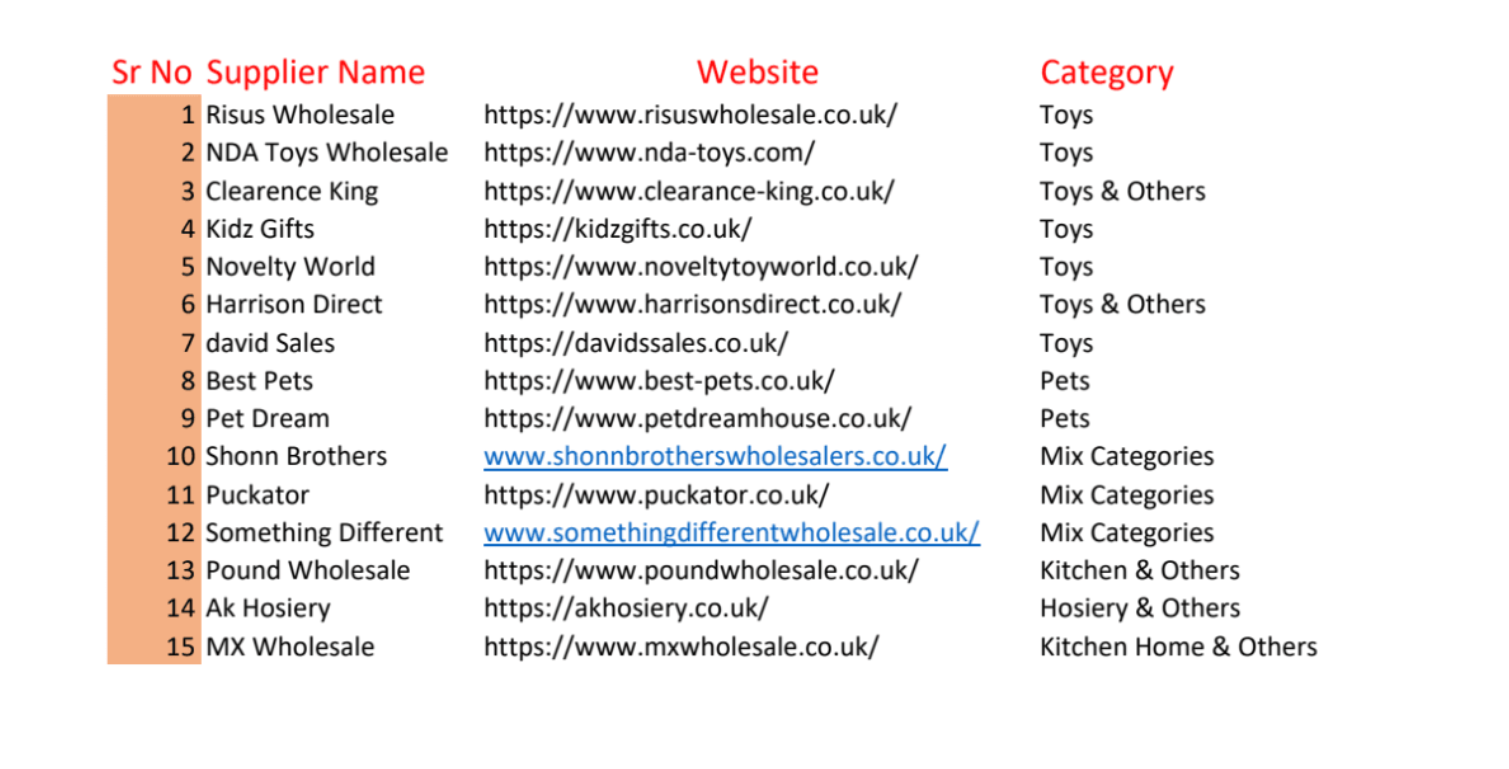 Sr No Supplier Name Website Category
1 Risus Wholesale https://www.risuswholesale.co.uk/ Toys
2 NDA Toys Wholesale https://www.nda-toys.com/ Toys
3 Clearence King https://www.clearance-king.co.uk/ Toys & Others
4 Kidz Gifts https://kidzgifts.co.uk/ Toys
5 Novelty World https://www.noveltytoyworld.co.uk/ Toys
6 Harrison Direct https://www.harrisonsdirect.co.uk/ Toys & Others
7 david Sales https://davidssales.co.uk/ Toys
8 Best Pets https://www.best-pets.co.uk/ Pets
9 Pet Dream https://www.petdreamhouse.co.uk/ Pets
10 Shonn Brothers www.shonnbrotherswholesalers.co.uk/ Mix Categories
11 Puckator https://www.puckator.co.uk/ Mix Categories
12 Something Different www.somethingdifferentwholesale.co.uk/ Mix Categories
13 Pound Wholesale https://www.poundwholesale.co.uk/ Kitchen & Others
14 Ak Hosiery https://akhosiery.co.uk/ Hosiery & Others
15 MX Wholesale https://www.mxwholesale.co.uk/ Kitchen Home & Others